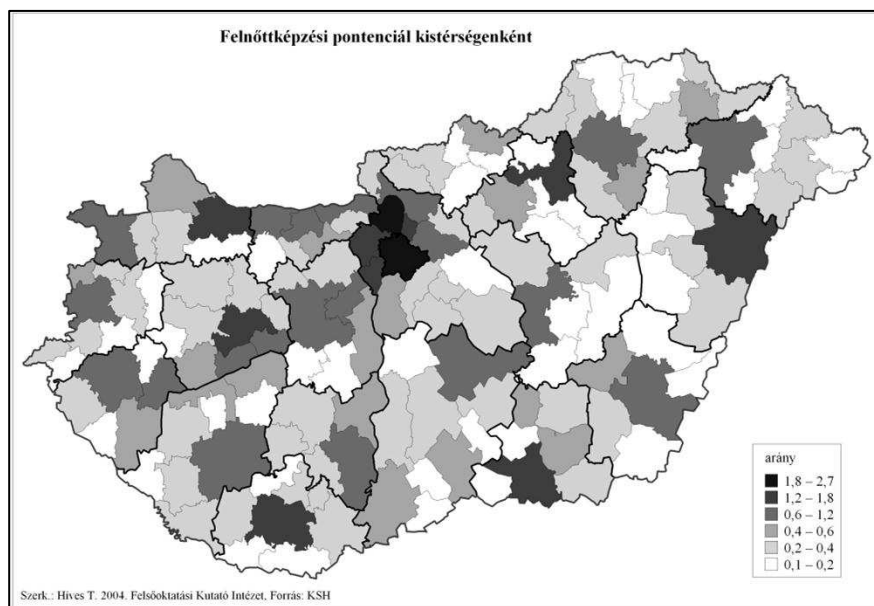 Felnőttképzési pontenciál kistérségenként
arány
1,8 – 2,7
1,2 – 1,8
0,6 – 1,2
0,4 – 0,6
0,2 – 0,4
0,1 – 0,2
Szerk.: Híves T. 2004. Felsőoktatási Kutató Intézet, Forrás: KSH